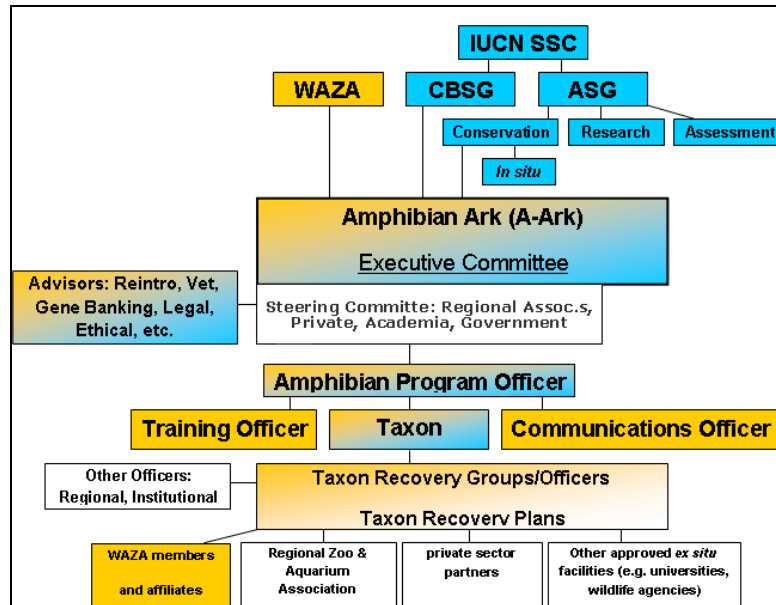 IUCN SSC
WAZA
CBSG
ASG
Conservation
Research
Assessment
In situ
Amphibian Ark (A-Ark)
Executive Committee
Advisors: Reintro, Vet,
Gene Banking, Legal,
Ethical, etc.
Steering Committe: Regional Assoc.s,
Private, Academia, Government
Amphibian Program Officer
Training Officer
Taxon
Communications Officer
Other Officers:
Regional, Institutional
Taxon Recovery Groups/Officers
Taxon Recovery Plans
WAZA members
and affiliates
Regional Zoo &
Aquarium
Association
private sector
partners
Other approved ex situ
facilities (e.g. universities,
wildlife agencies)